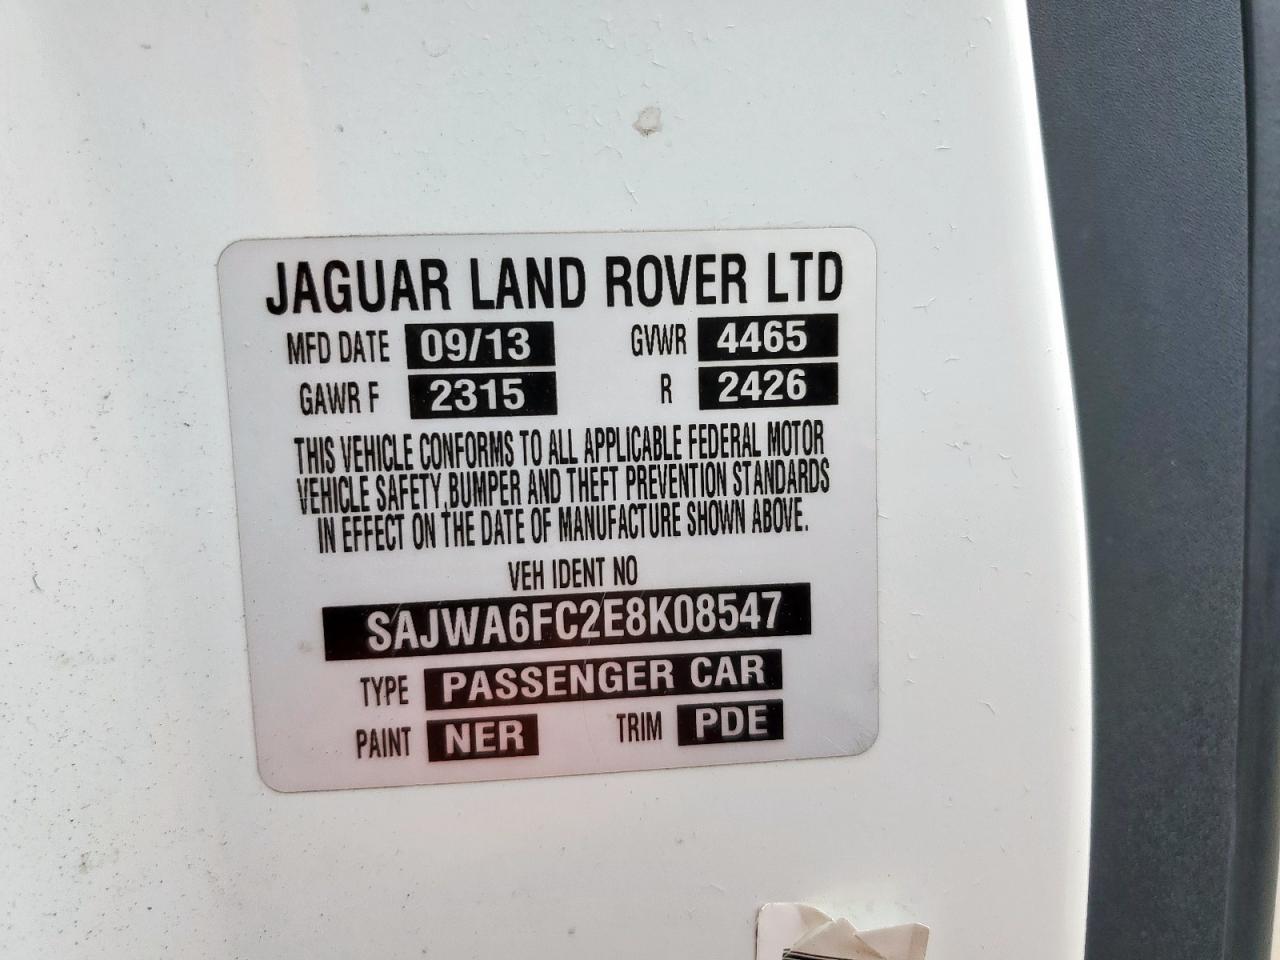 JAGUAR LAND ROVER LTD
MFD DATE 09/13 GVWR 4465
GAWR F 2315 R 2426
THIS VEHICLE CONFORMS TO ALL APPLICABLE FEDERAL MOTOR
VEHICLE SAFETY,BUMPER AND THEFT PREVENTION STANDARDS
IN EFFECT ON THE DATE OF MANUFACTURE SHOWN ABOVE.
VEH IDENT NO
SAJWA6FC2E8K08547
TYPE PASSENGER CAR
PAINT NER TRIM PDE